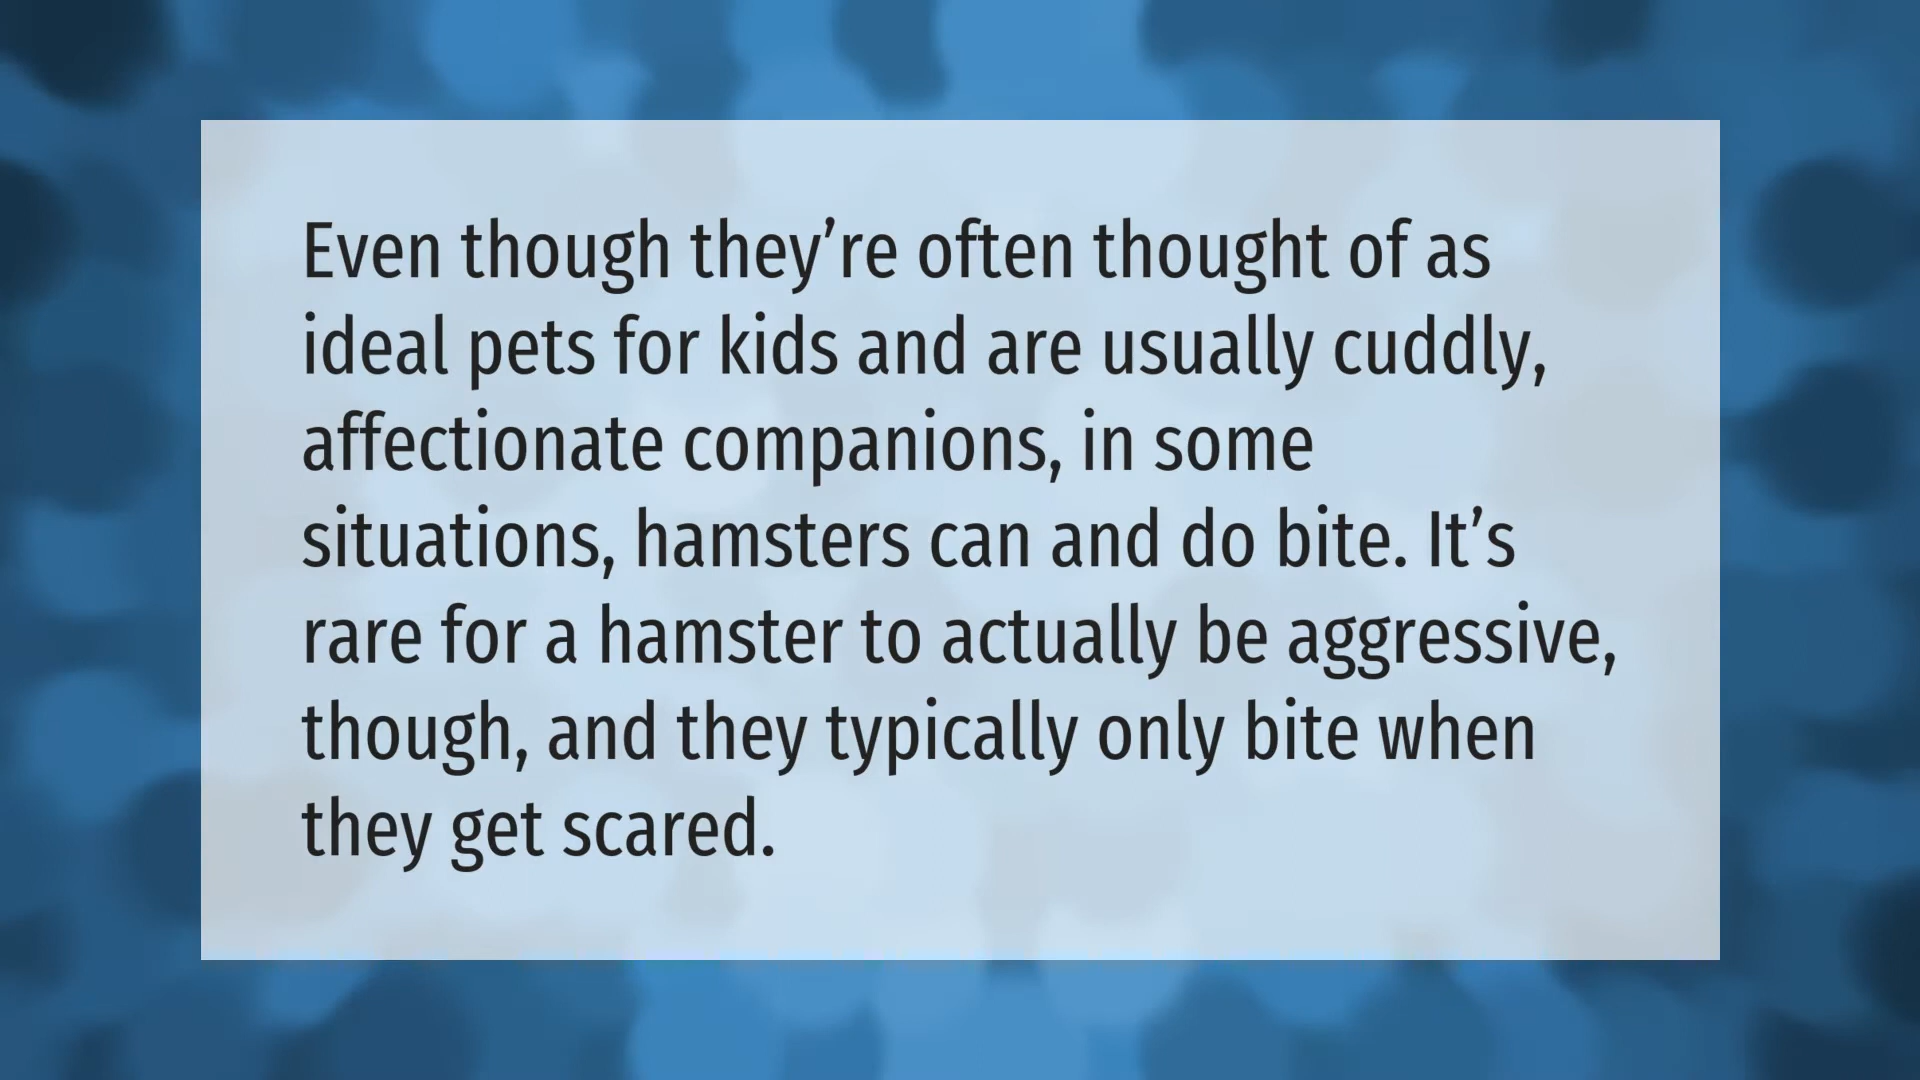 Even though they’re often thought of as
ideal pets for kids and are usually cuddly,
affectionate companions, in some
situations, hamsters can and do bite. It’s
rare for a hamster to actually be aggressive,
though, and they typically only bite when
they get scared.